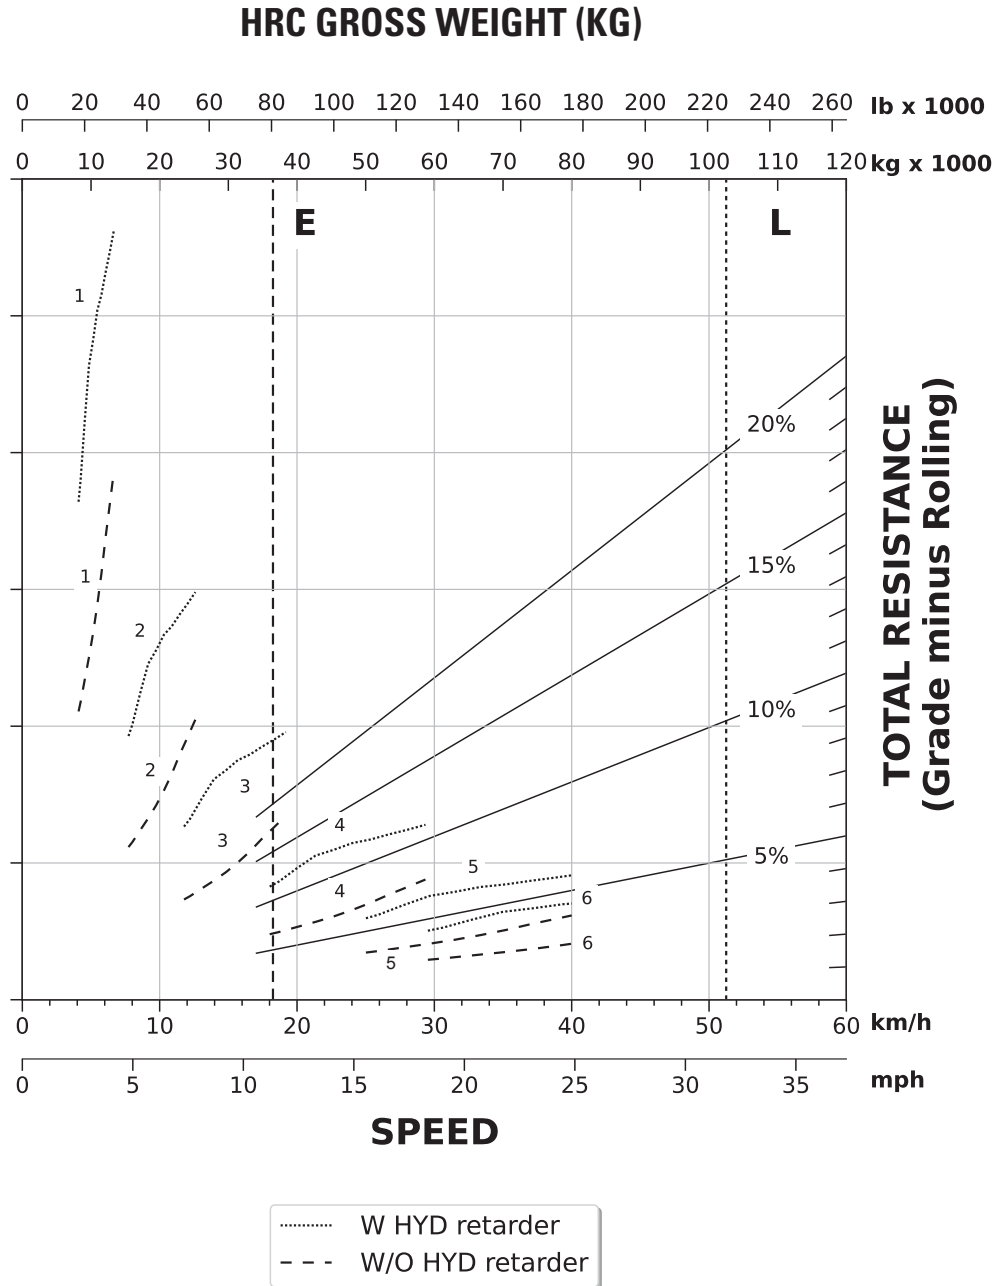 HRC GROSS WEIGHT (KG)
0 20 40 60 80 100 120 140 160 180 200 220 240 260 lb x 1000
0 10 20 30 40 50 60 70 80 90 100 110 120 kg x 1000
E L
1
20%
15%
1
2
10%
2
3
4
3
5%
5
4
6
6
5
TOTAL RESISTANCE
(Grade minus Rolling)
0 10 20 30 40 50 60 km/h
0 5 10 15 20 25 30 35 mph
SPEED
W HYD retarder
W/O HYD retarder